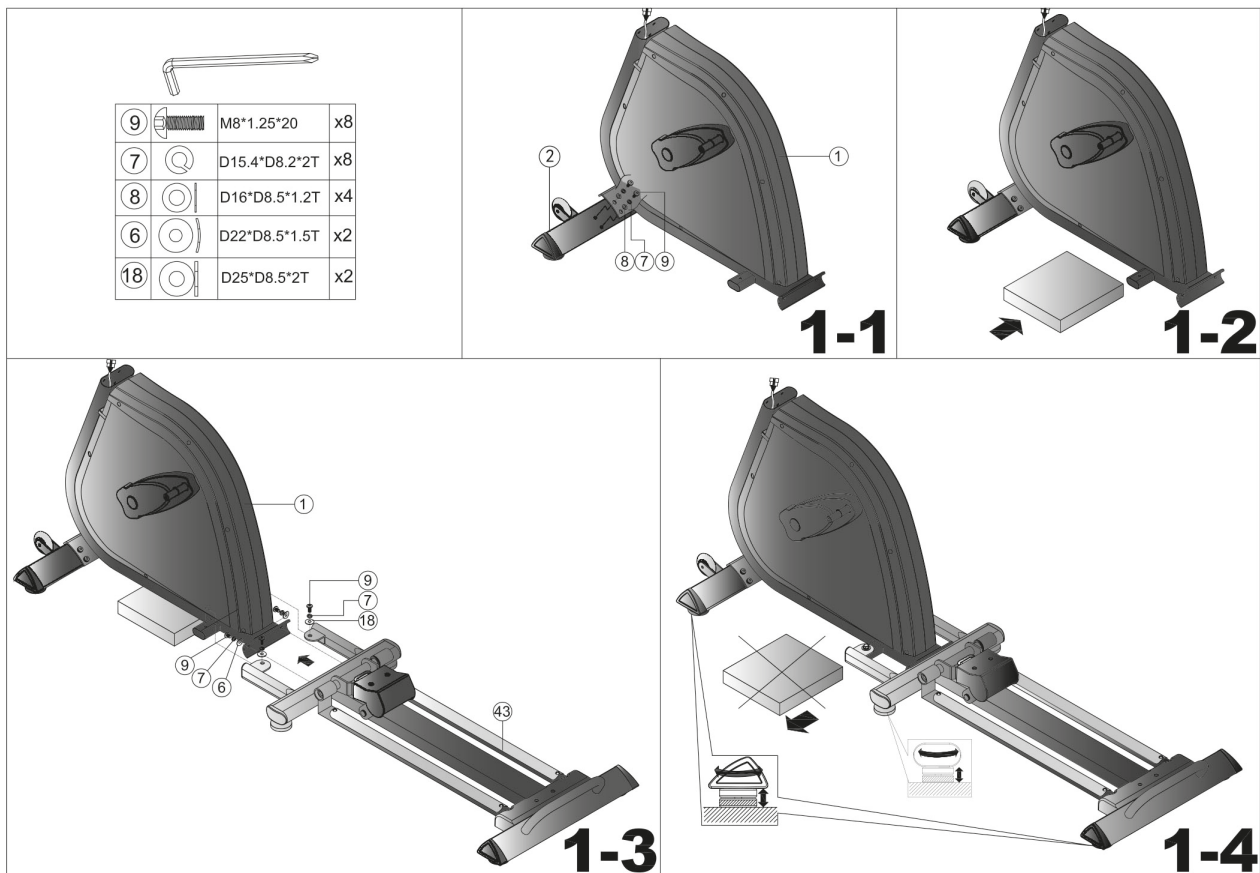 9 M8*1.25*20 x8
7 D15.4*D8.2*2T x8
8 D16*D8.5*1.2T x4
6 D22*D8.5*1.5T x2
18 D25*D8.5*2T x2
2
1
8 7 9
1-1
1-2
1
9
7
18
9
7
6
43
1-3
1-4